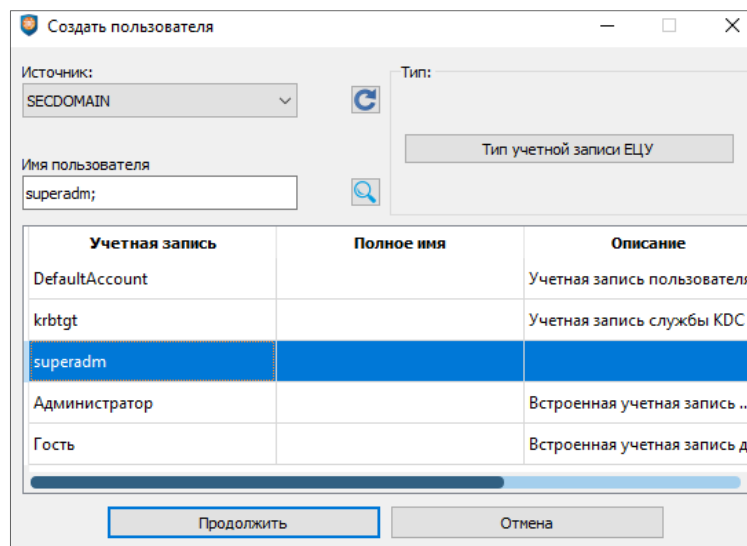 Создать пользователя
Источник:
Тип:
SECDOMAIN
Тип учетной записи ЕЦУ
Имя пользователя
superadm;
Учетная запись Полное имя Описание
DefaultAccount Учетная запись пользователя
krbtgt Учетная запись службы KDC
superadm
Администратор Встроенная учетная запись ..
Гость Встроенная учетная запись д
Продолжить Отмена